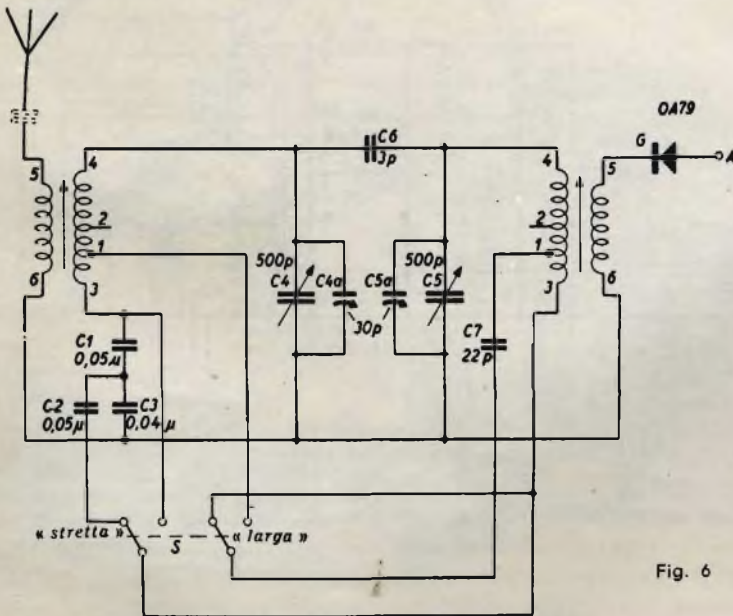 OA79
G
A
C6
3p
5
4
2
1
3
6
4
2
1
3
5
6
500p
C4
C4a
30p
C5a
500p
C5
C7
22p
C1
0,05µ
C2
0,05µ
C3
0,04µ
« stretta »
S
« larga »
Fig. 6